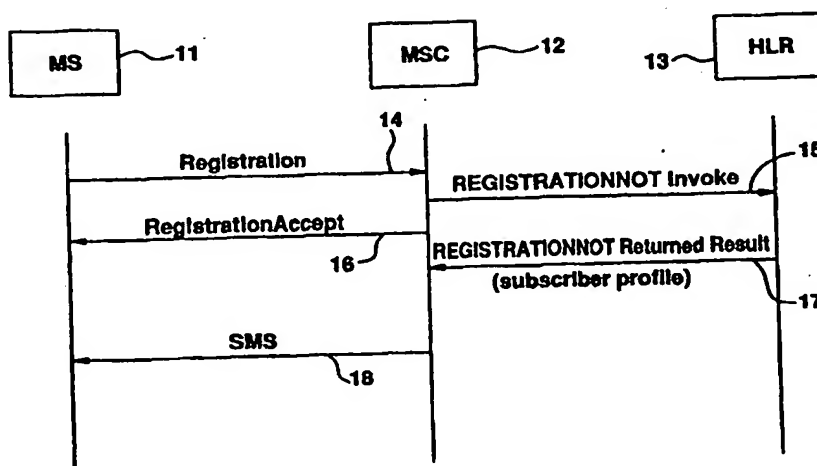 MS
11
MSC
12
13
HLR
14
Registration
15
REGISTRATIONNOT Invoke
RegistrationAccept
16
REGISTRATIONNOT Returned Result
(subscriber profile)
17
SMS
18